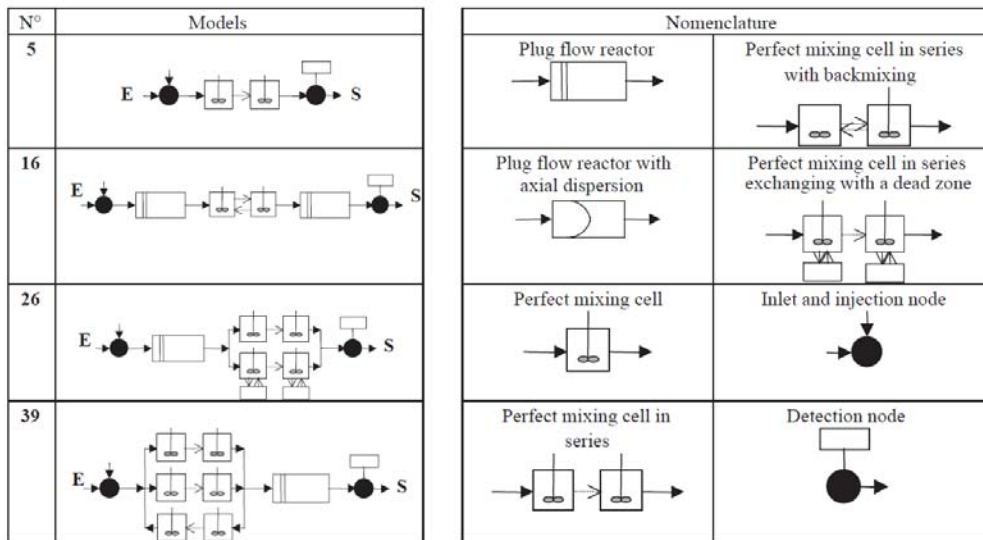 N°
Models
5
E
S
16
E
S
26
E
S
39
E
S
Nomenclature
Plug flow reactor
Perfect mixing cell in series
with backmixing
Plug flow reactor with
axial dispersion
Perfect mixing cell in series
exchanging with a dead zone
Perfect mixing cell
Inlet and injection node
Perfect mixing cell in
series
Detection node